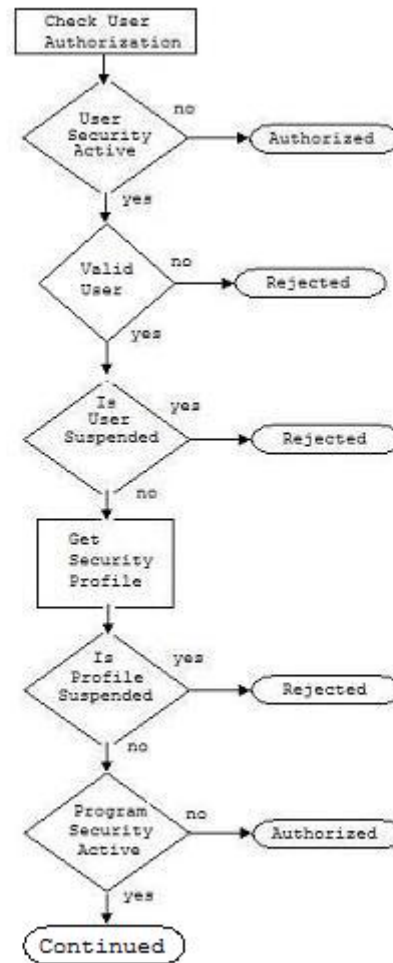 Check User
Authorization
User
Security
Active
no
Authorized
yes
Valid
User
no
Rejected
yes
Is
User
Suspended
yes
Rejected
no
Get
Security
Profile
Is
Profile
Suspended
yes
Rejected
no
Program
Security
Active
no
Authorized
yes
Continued